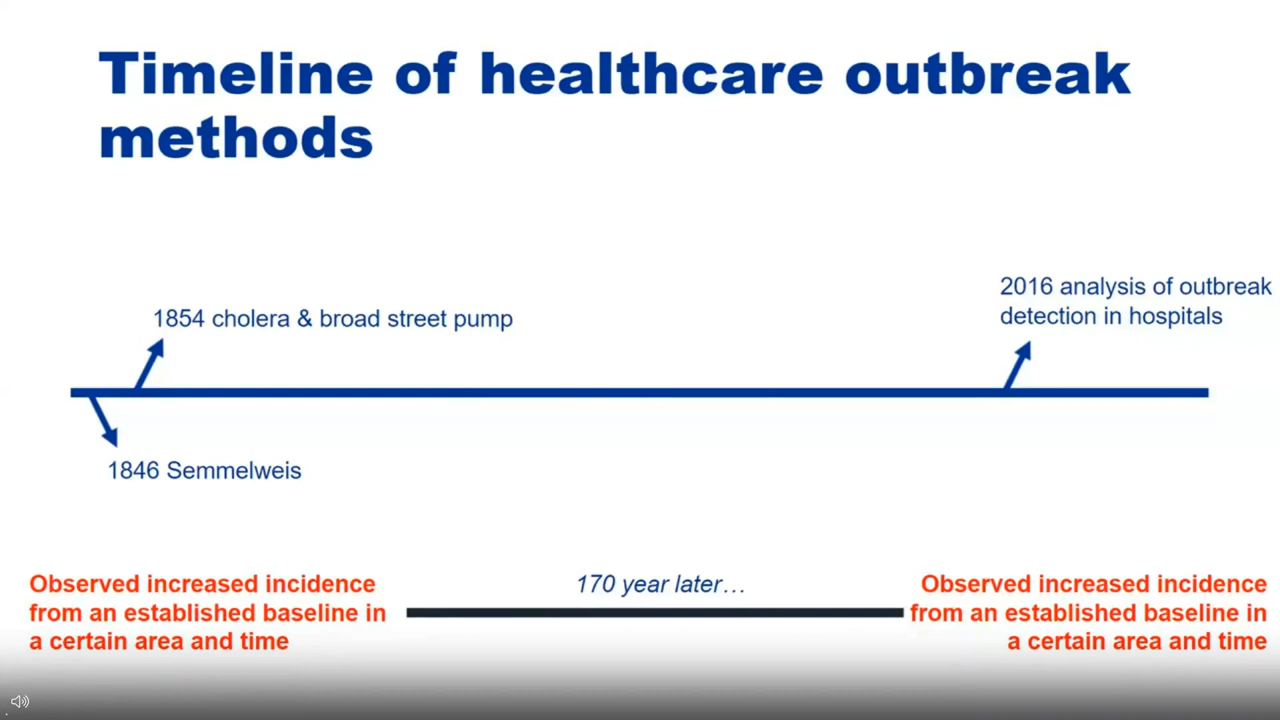 Timeline of healthcare outbreak
methods
1854 cholera & broad street pump
2016 analysis of outbreak
detection in hospitals
1846 Semmelweis
Observed increased incidence
from an established baseline in
a certain area and time
170 year later…
Observed increased incidence
from an established baseline in
a certain area and time